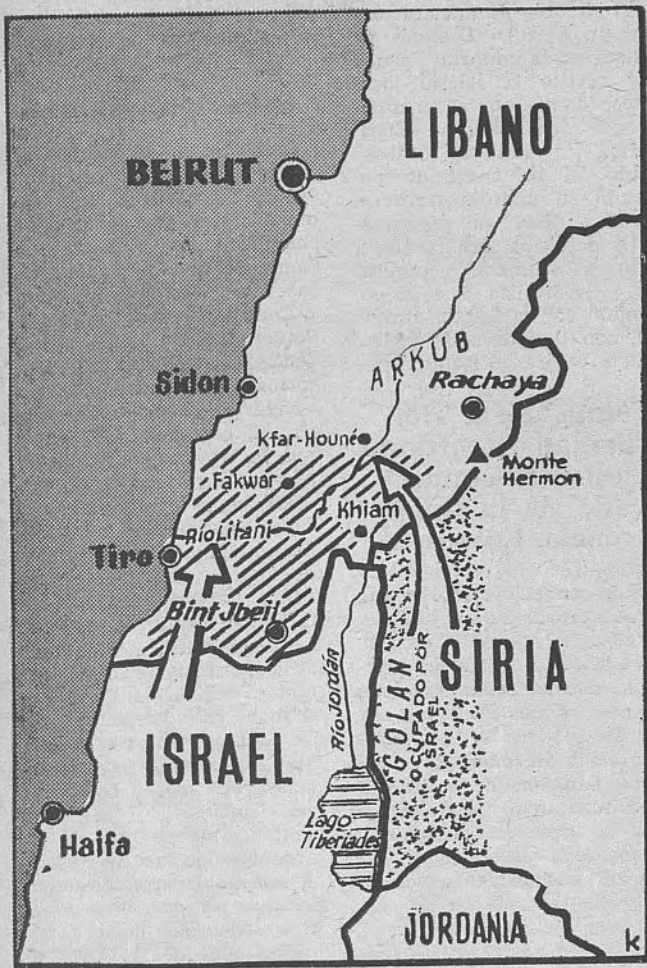 LIBANO
BEIRUT
ARKUB
Sidon
Rachaya
Kfar-Houné
Monte
Hermon
Fakwar
Khiam
Río Litani
Tiro
Bint Jbeil
SIRIA
GOLAN
OCUPADO POR
ISRAEL
Río Jordán
ISRAEL
Lago
Tiberiades
Haifa
JORDANIA
k